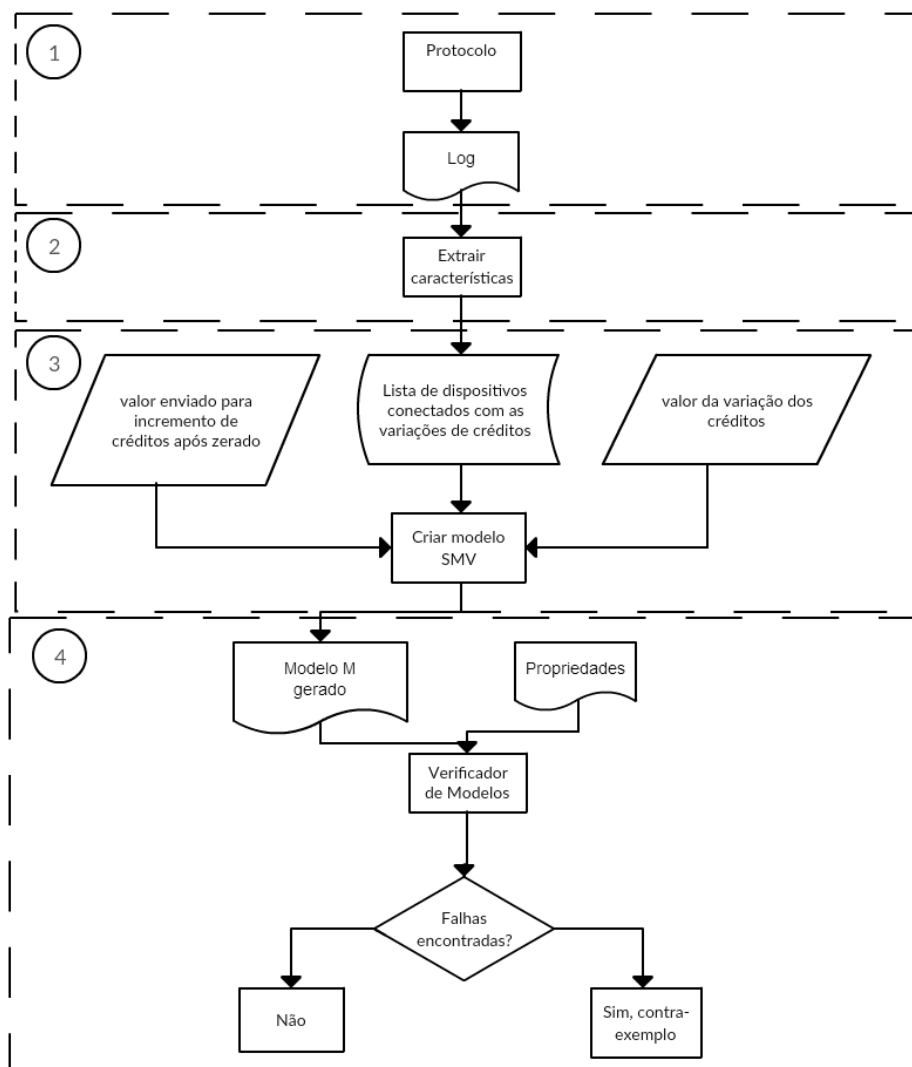 1
Protocolo
Log
2
Extrair
características
3
valor enviado para
incremento de
créditos após zerado
Lista de dispositivos
conectados com as
variações de créditos
valor da variação dos
créditos
Criar modelo
SMV
4
Modelo M
gerado
Propriedades
Verificador
de Modelos
Falhas
encontradas?
Não
Sim, contra-
exemplo